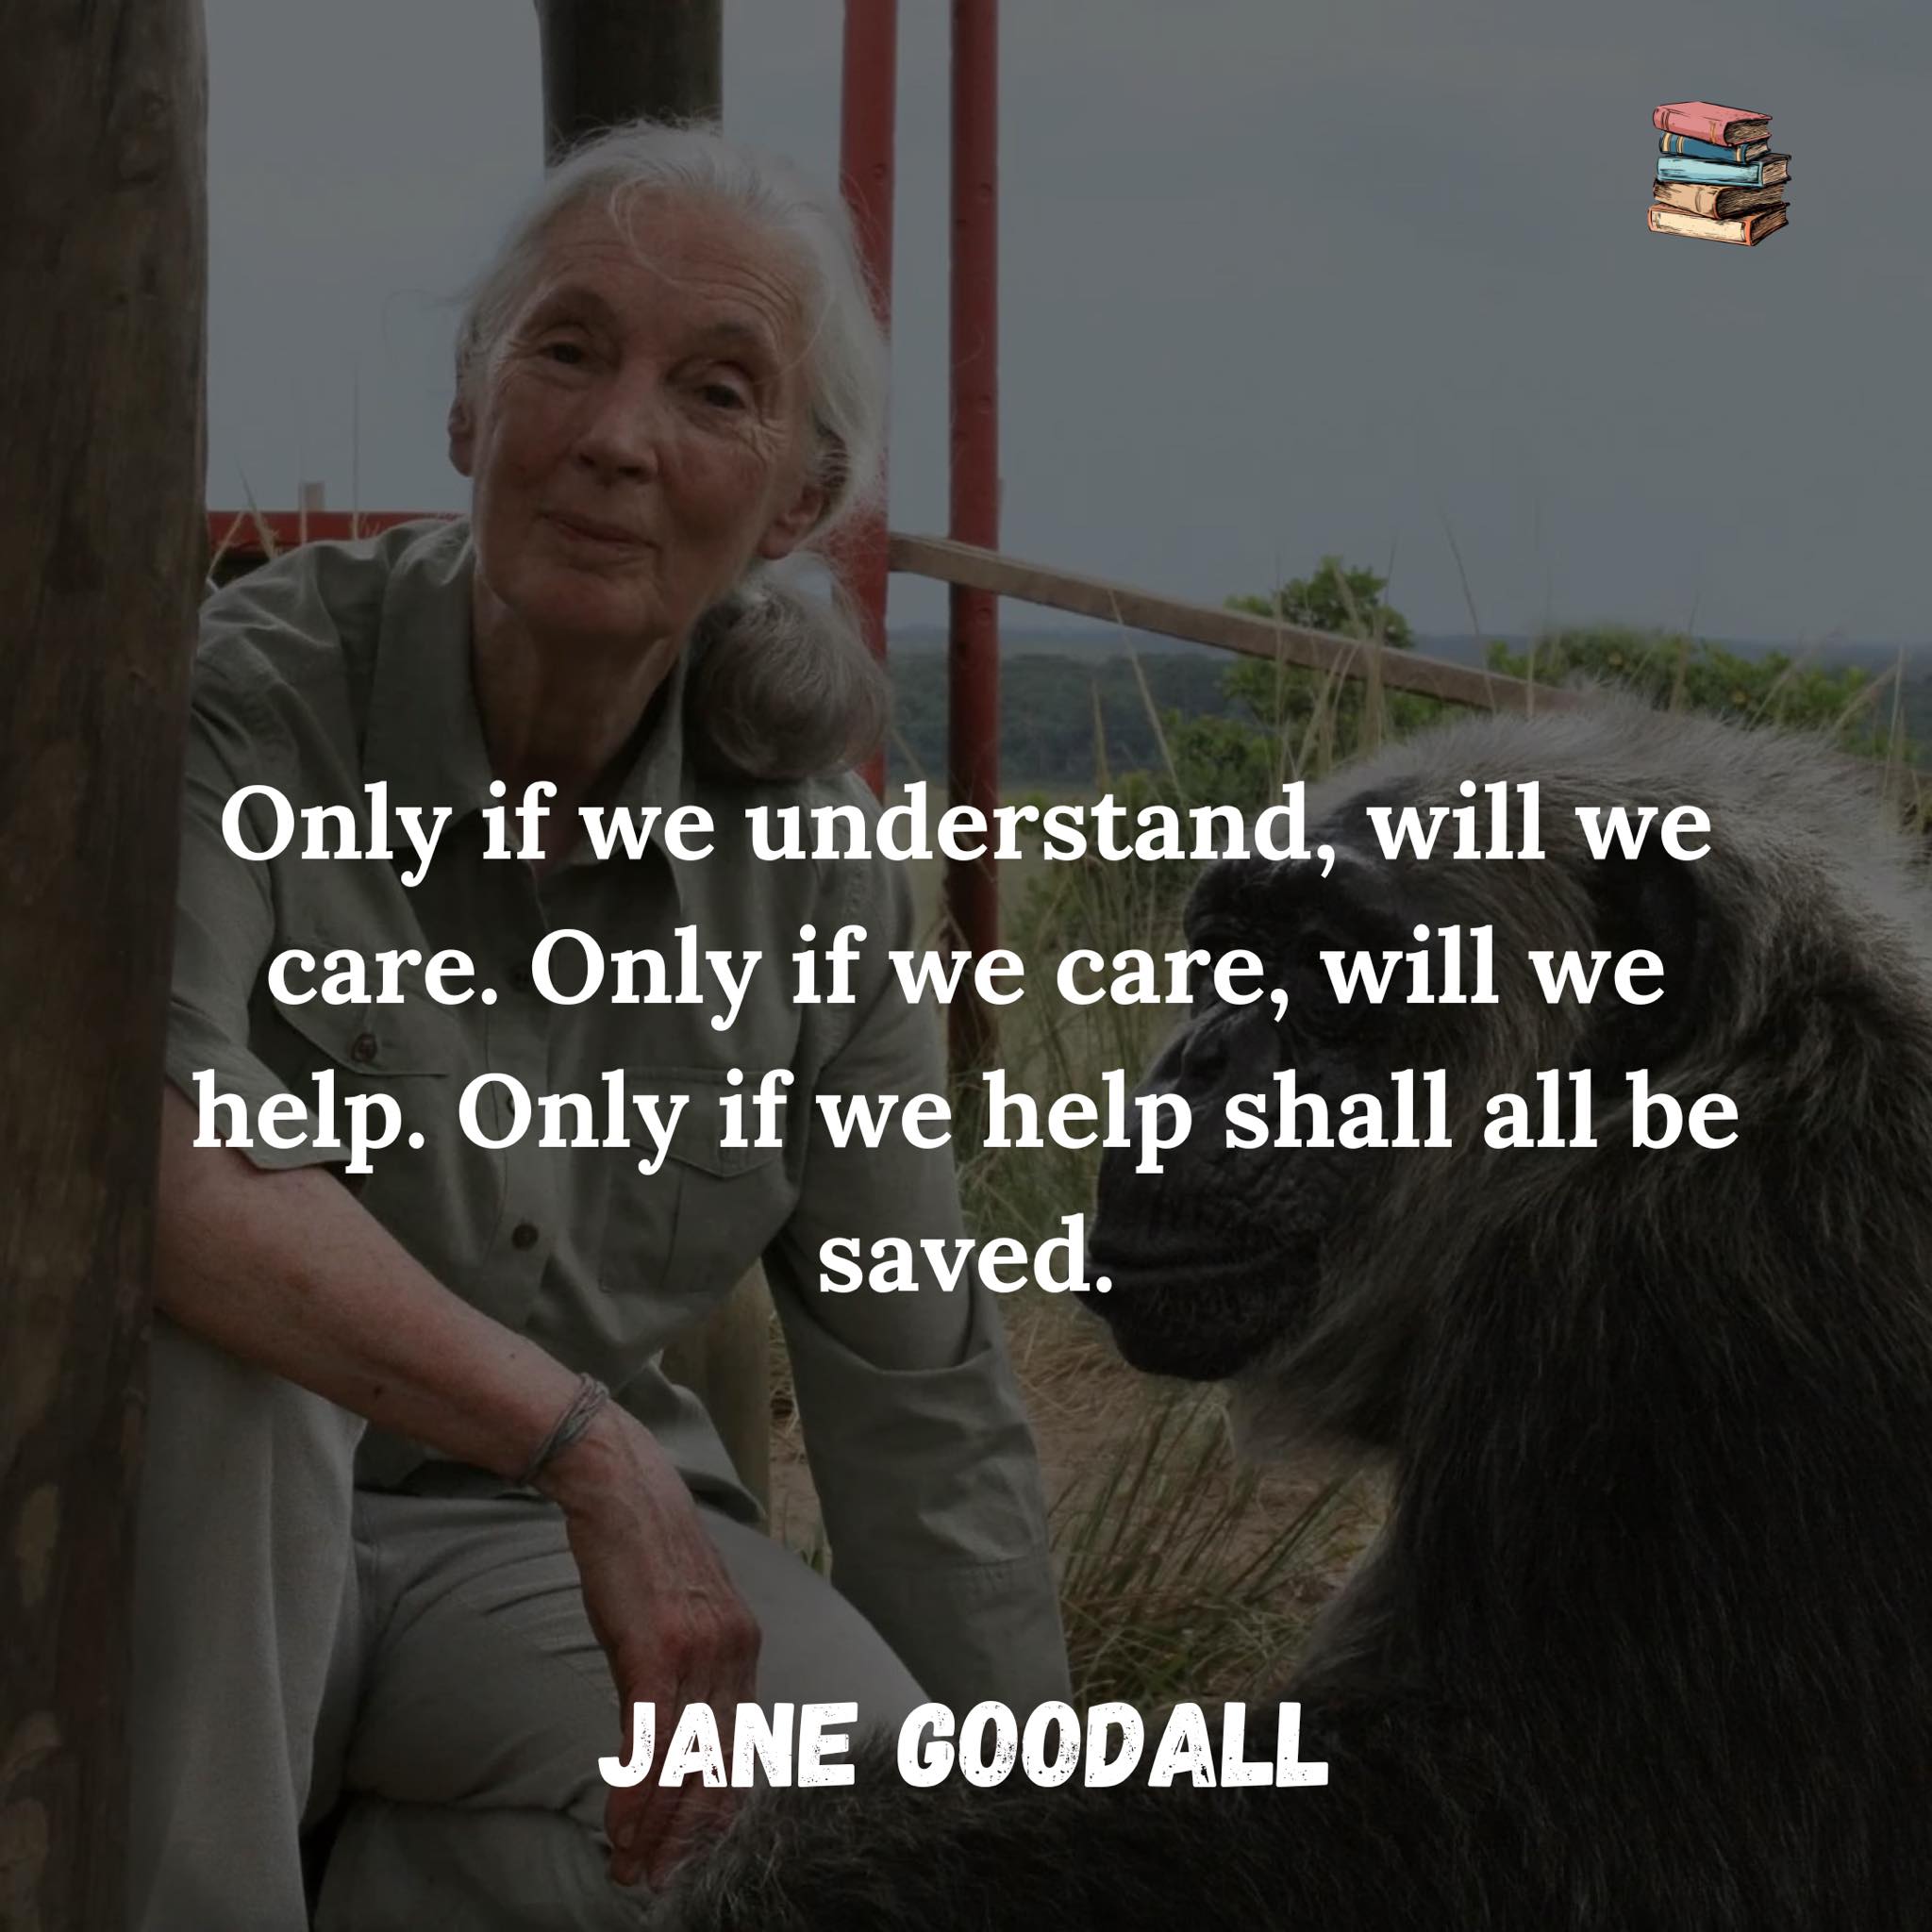 Only if we understand, will we
care. Only if we care, will we
help. Only if we help shall all be
saved.
JANE GOODALL